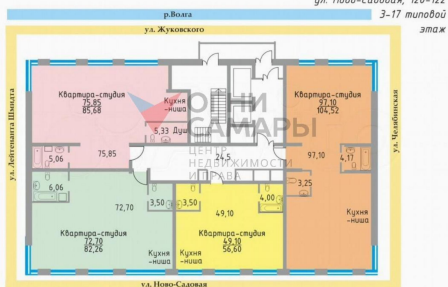 ул. Ново-Садовая, 120-122
р.Волга
3-17 типовой
этаж
ул. Жуковского
ул. Лейтенанта Шмидта
ул. Челябинская
Квартира-студия
75.85
85,68
Кухня
-ниша
5,33 Душ
5,06
75,85
Квартира-студия
97.10
104,52
97,10
4,17
3,25
Кухня
-ниша
ОГНИ
САМАРЫ
ЦЕНТР
НЕДВИЖИМОСТИ
И ПРАВА
24,5
6,06
72,70
3,50
Квартира-студия
72.70
82,26
Кухня
-ниша
3,50
49,10
4,00
Квартира-студия
49.10
56,60
Кухня
-ниша
ул. Ново-Садовая